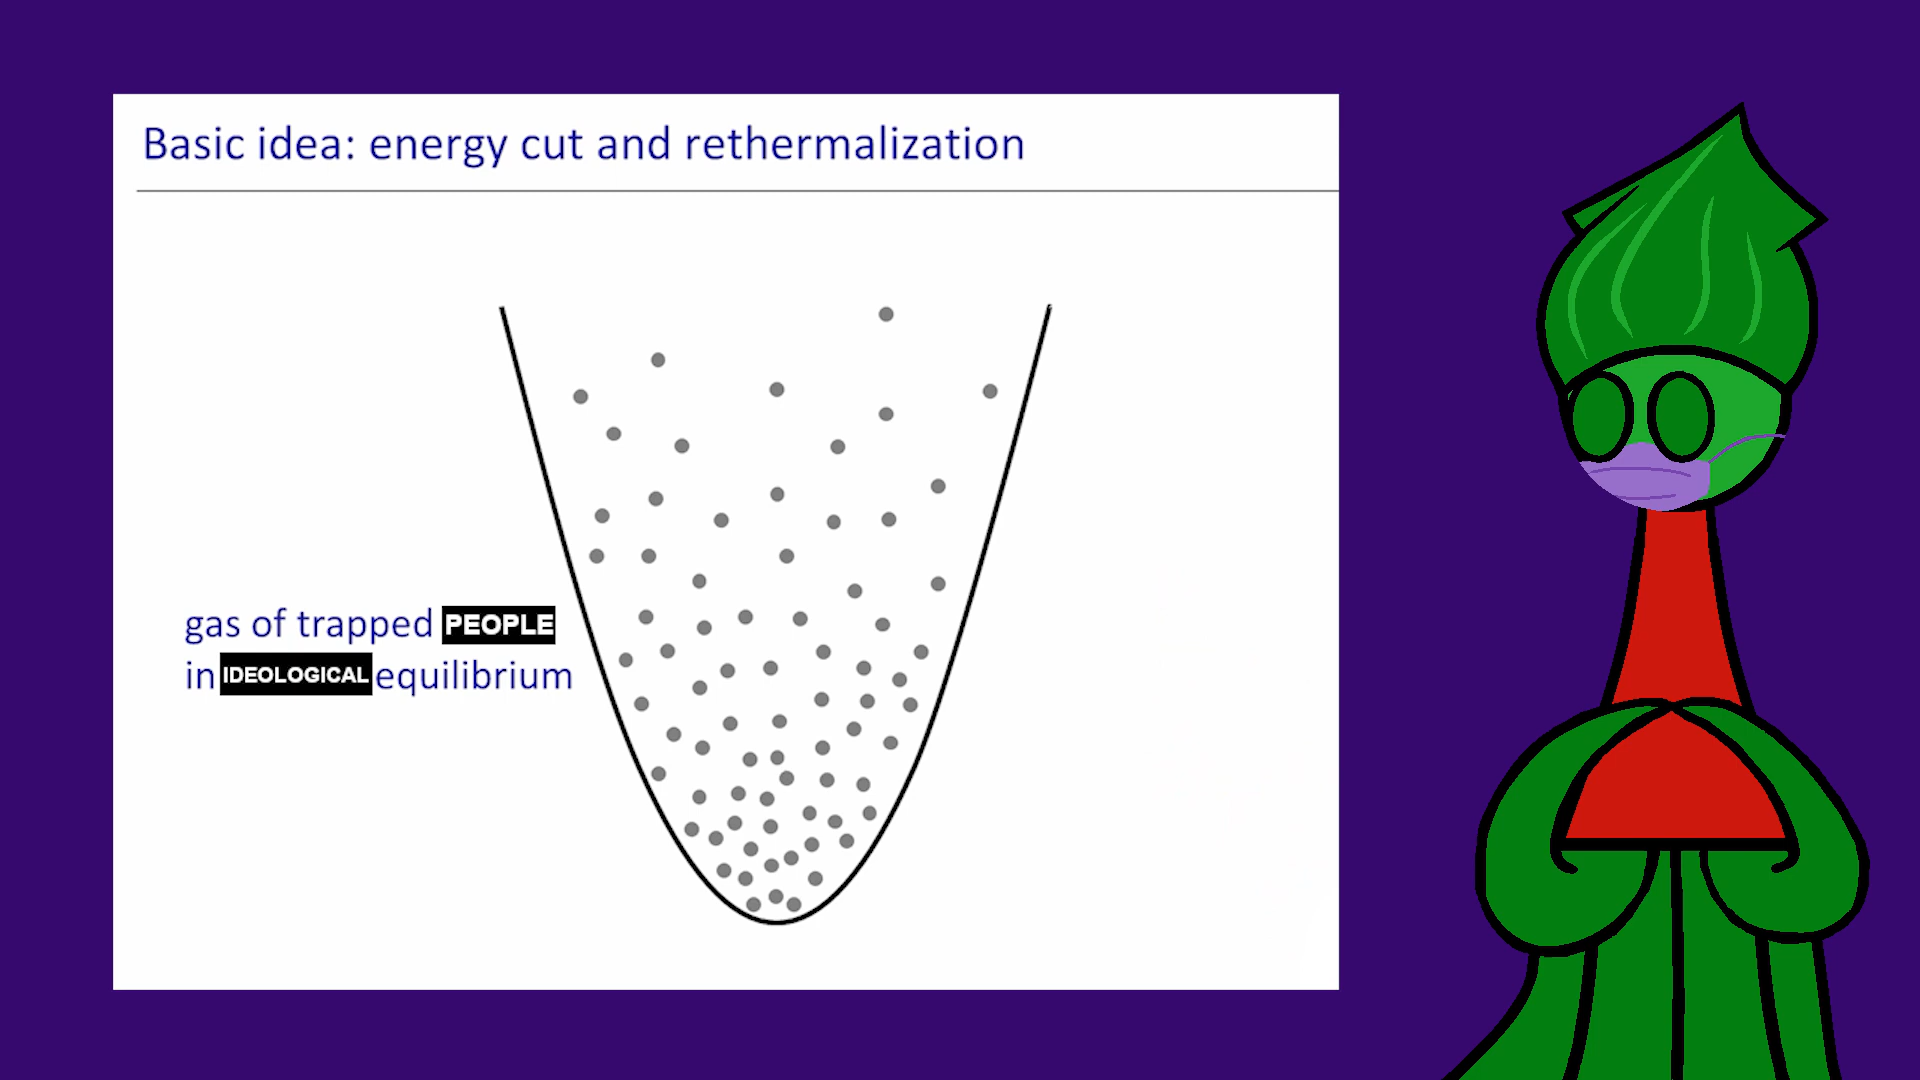 Basic idea: energy cut and rethermalization
gas of trapped PEOPLE
in IDEOLOGICAL equilibrium